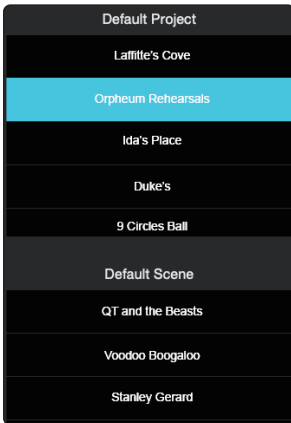 Default Project
Laffitte's Cove
Orpheum Rehearsals
Ida's Place
Duke's
9 Circles Ball
Default Scene
QT and the Beasts
Voodoo Boogaloo
Stanley Gerard